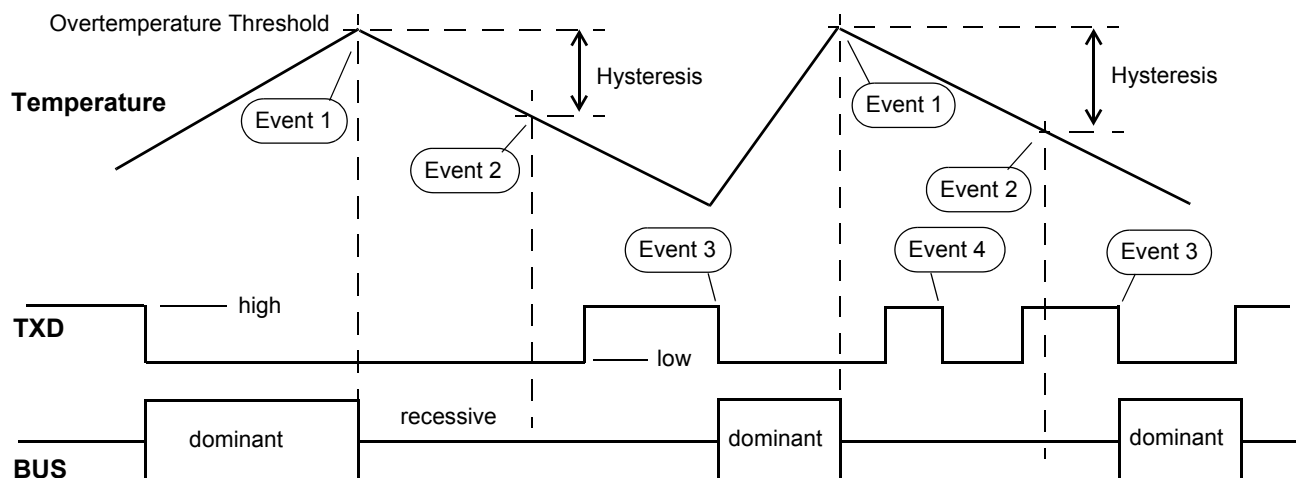 Overtemperature Threshold
Hysteresis
Hysteresis
Temperature
Event 1
Event 1
Event 2
Event 2
Event 3
Event 4
Event 3
high
TXD
low
recessive
dominant
dominant
dominant
BUS